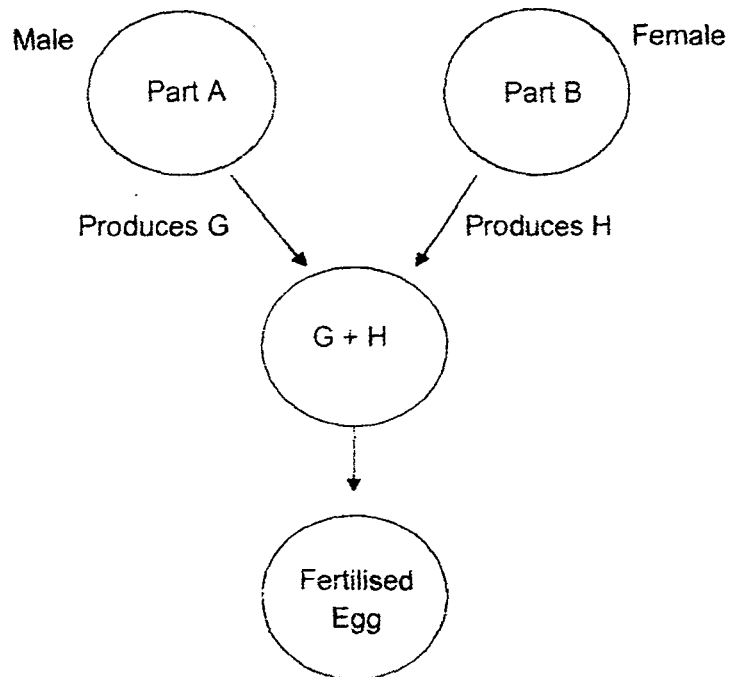 Male
Female
Part A
Part B
Produces G
Produces H
G + H
Fertilised
Egg